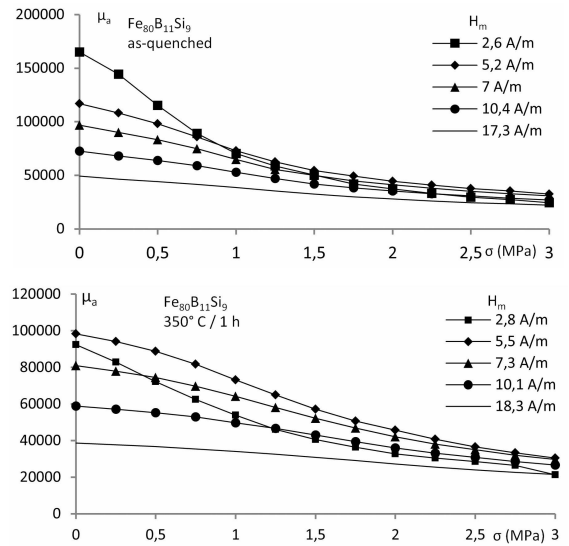 μa
Fe80B11Si9
as-quenched
Hm
2,6 A/m
5,2 A/m
7 A/m
10,4 A/m
17,3 A/m
200000
150000
100000
50000
0
0 0,5 1 1,5 2 2,5 σ (MPa) 3
μa
Fe80B11Si9
350° C / 1 h
Hm
2,8 A/m
5,5 A/m
7,3 A/m
10,1 A/m
18,3 A/m
120000
100000
80000
60000
40000
20000
0
0 0,5 1 1,5 2 2,5 σ (MPa) 3